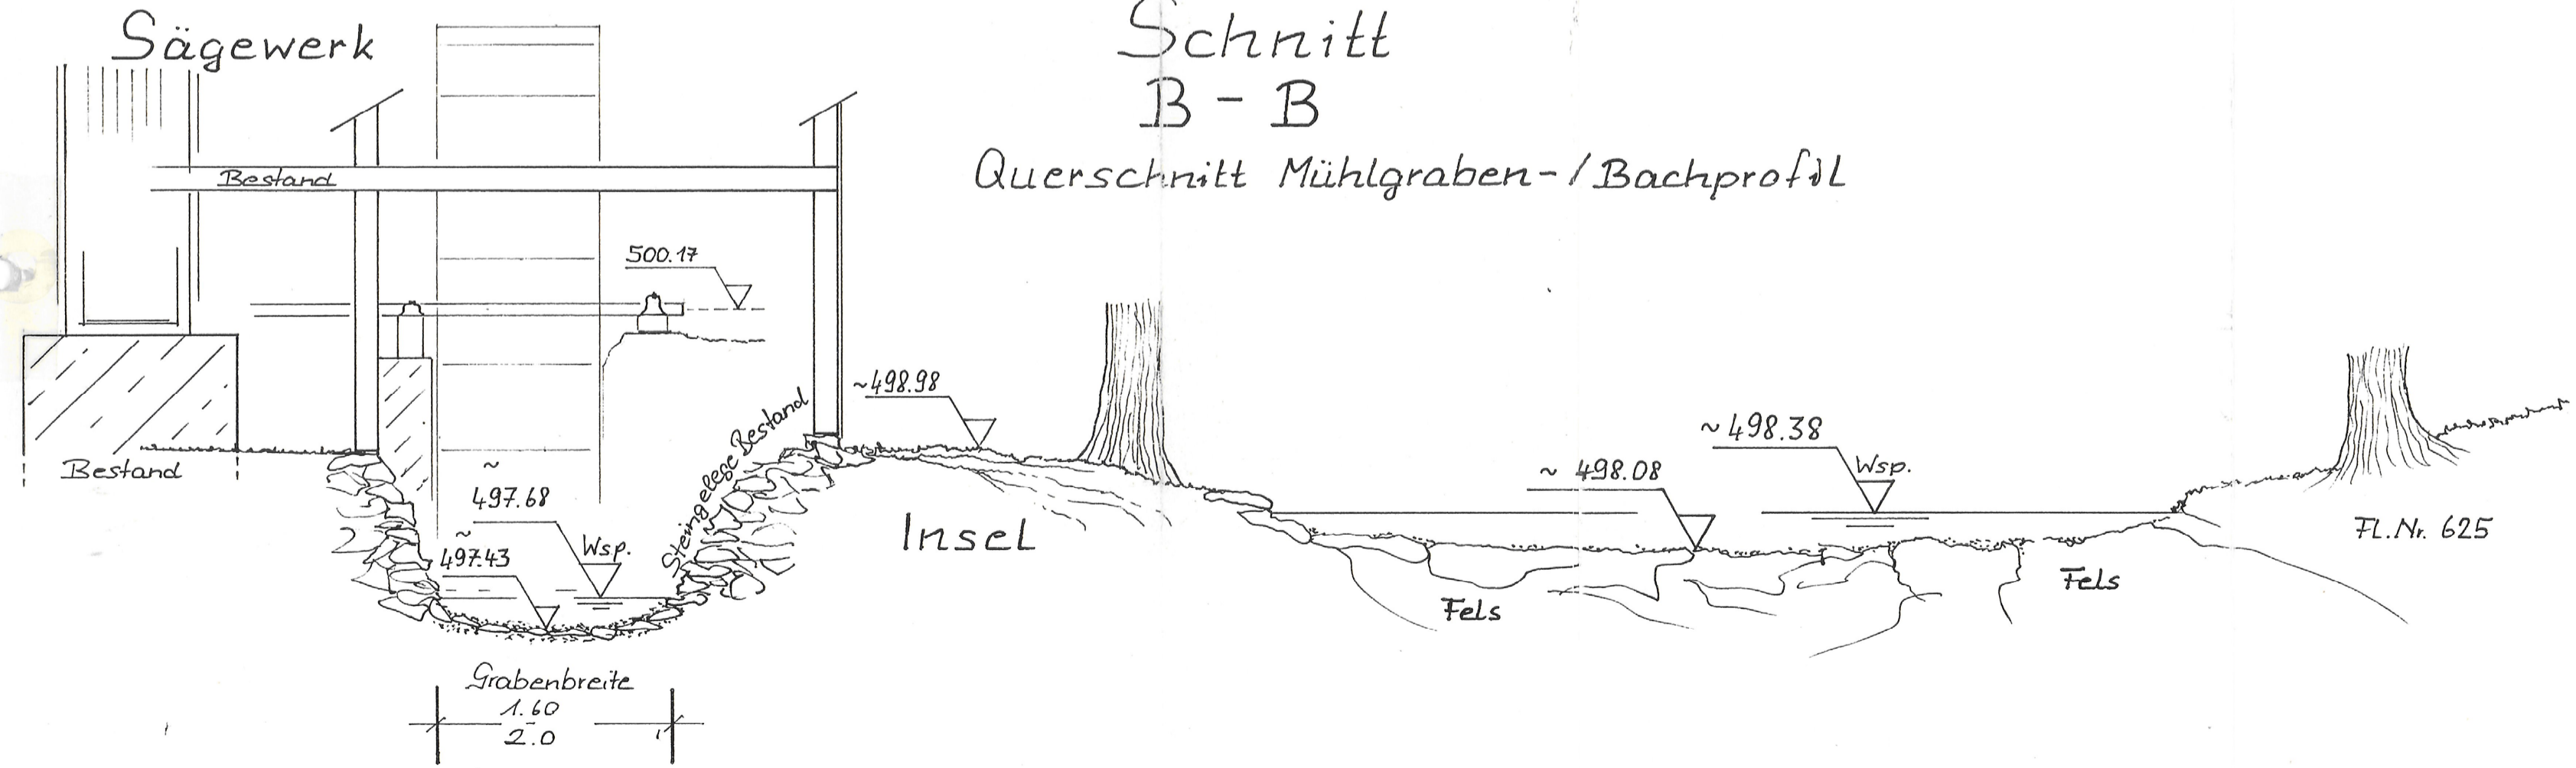 Sägewerk
Schnitt
B - B
Querschnitt Mühlgraben-/Bachprofil
Bestand
500.17
~498.98
~ 498.38
Wsp.
~ 498.08
Bestand
Steingelege Bestand
~
497.68
~
497.43
Wsp.
Insel
Fl.Nr. 625
Fels
Fels
Grabenbreite
1.60
-
2.0